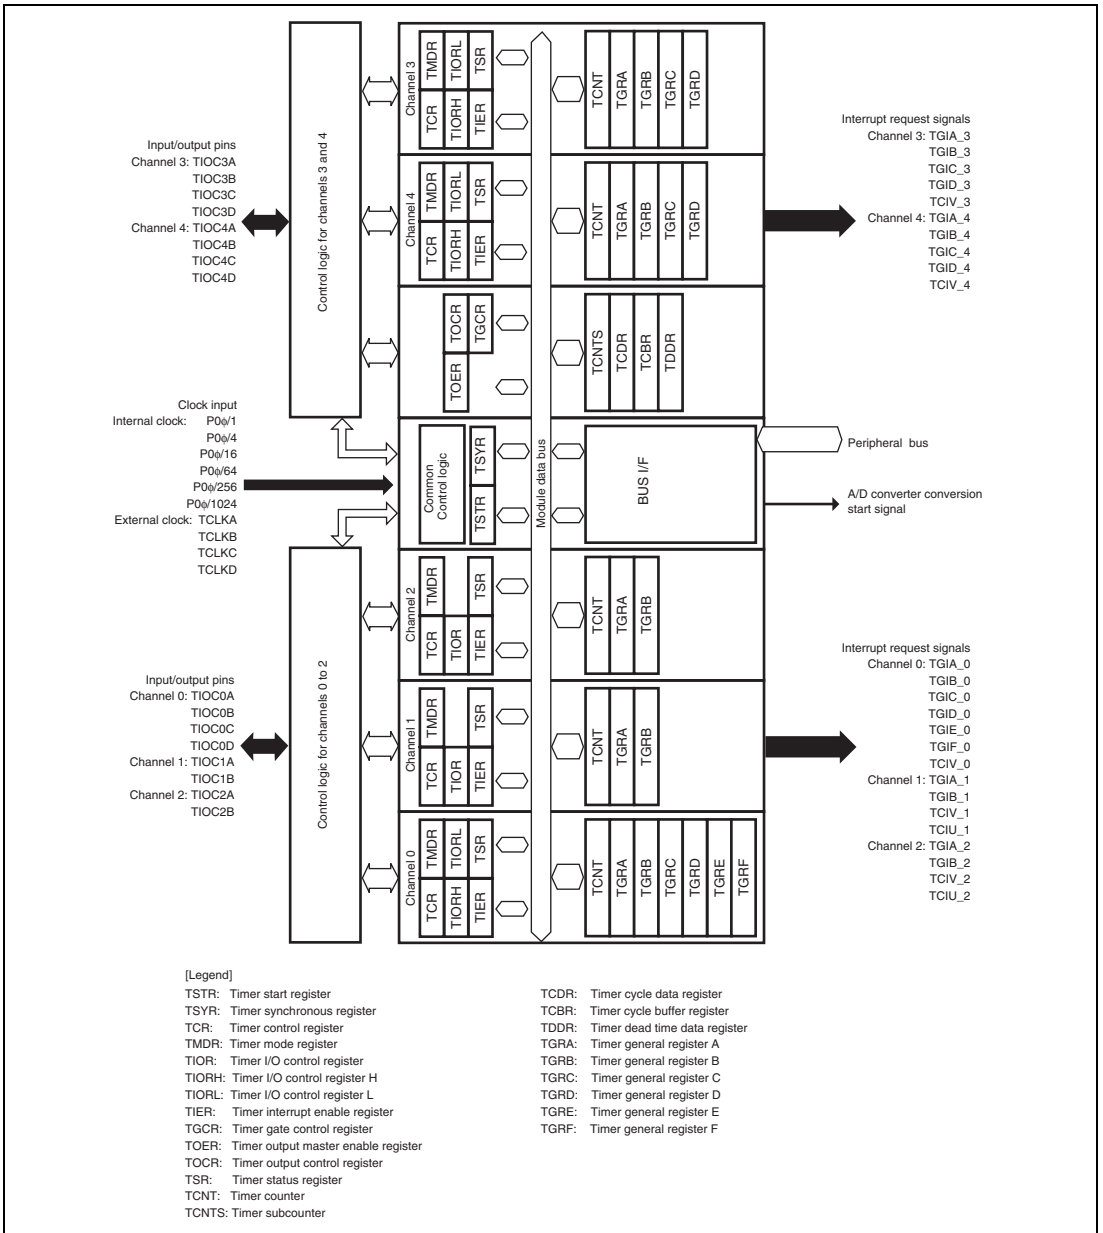 Input/output pins
Channel 3: TIOC3A
TIOC3B
TIOC3C
TIOC3D
Channel 4: TIOC4A
TIOC4B
TIOC4C
TIOC4D
Clock input
Internal clock: P0ϕ/1
P0ϕ/4
P0ϕ/16
P0ϕ/64
P0ϕ/256
P0ϕ/1024
External clock: TCLKA
TCLKB
TCLKC
TCLKD
Input/output pins
Channel 0: TIOC0A
TIOC0B
TIOC0C
TIOC0D
Channel 1: TIOC1A
TIOC1B
Channel 2: TIOC2A
TIOC2B
Control logic for channels 3 and 4
Control logic for channels 0 to 2
Channel 3
TMDR
TIORL
TSR
TCR
TIORH
TIER
TCNT
TGRA
TGRB
TGRC
TGRD
Channel 4
TMDR
TIORL
TSR
TCR
TIORH
TIER
TCNT
TGRA
TGRB
TGRC
TGRD
TOCR
TGCR
TOER
TCNTS
TCDR
TCBR
TDDR
Common
Control logic
TSYR
TSTR
Module data bus
BUS I/F
Channel 2
TMDR
TSR
TCR
TIOR
TIER
TCNT
TGRA
TGRB
Channel 1
TMDR
TSR
TCR
TIOR
TIER
TCNT
TGRA
TGRB
Channel 0
TMDR
TIORL
TSR
TCR
TIORH
TIER
TCNT
TGRA
TGRB
TGRC
TGRD
TGRE
TGRF
Interrupt request signals
Channel 3: TGIA_3
TGIB_3
TGIC_3
TGID_3
TCIV_3
Channel 4: TGIA_4
TGIB_4
TGIC_4
TGID_4
TCIV_4
Peripheral bus
A/D converter conversion
start signal
Interrupt request signals
Channel 0: TGIA_0
TGIB_0
TGIC_0
TGID_0
TGIE_0
TGIF_0
TCIV_0
Channel 1: TGIA_1
TGIB_1
TCIV_1
TCIU_1
Channel 2: TGIA_2
TGIB_2
TCIV_2
TCIU_2
[Legend]
TSTR: Timer start register
TSYR: Timer synchronous register
TCR: Timer control register
TMDR: Timer mode register
TIOR: Timer I/O control register
TIORH: Timer I/O control register H
TIORL: Timer I/O control register L
TIER: Timer interrupt enable register
TGCR: Timer gate control register
TOER: Timer output master enable register
TOCR: Timer output control register
TSR: Timer status register
TCNT: Timer counter
TCNTS: Timer subcounter
TCDR: Timer cycle data register
TCBR: Timer cycle buffer register
TDDR: Timer dead time data register
TGRA: Timer general register A
TGRB: Timer general register B
TGRC: Timer general register C
TGRD: Timer general register D
TGRE: Timer general register E
TGRF: Timer general register F